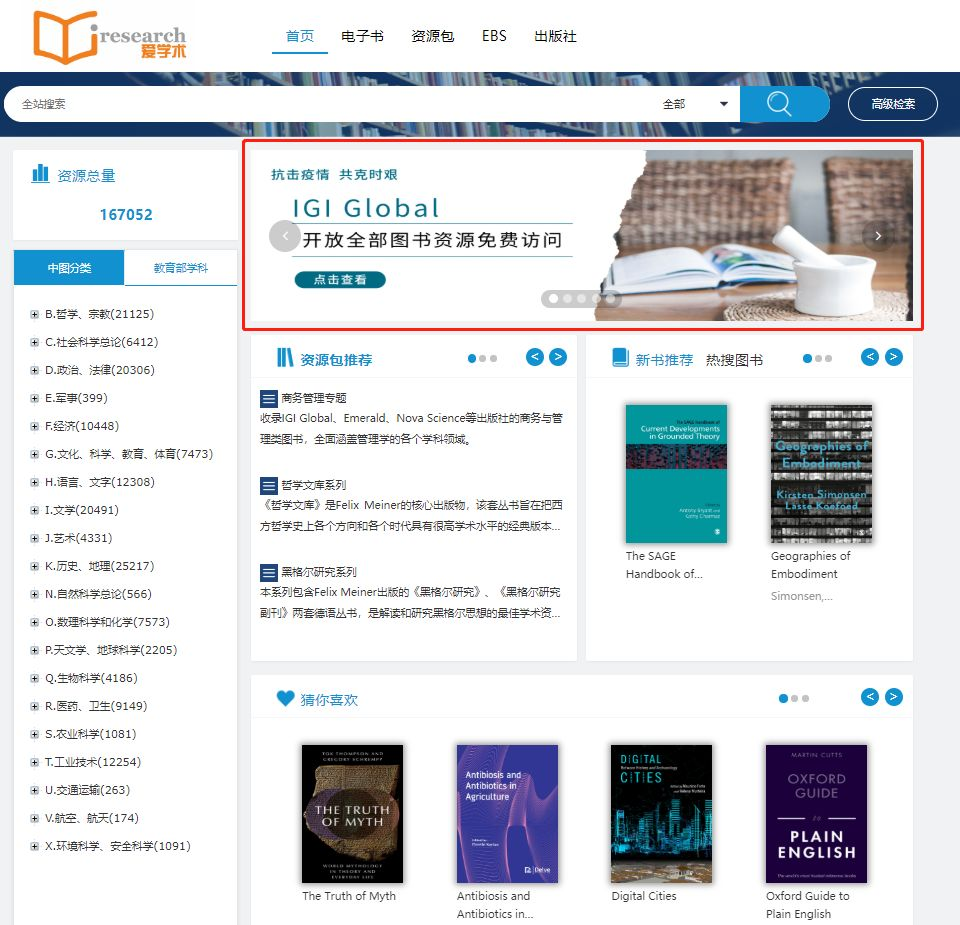 iresearch
爱学术
首页 电子书 资源包 EBS 出版社
全站搜索 全部 高级检索
资源总量
167052
中图分类 教育部学科
B.哲学、宗教(21125)
C.社会科学总论(6412)
D.政治、法律(20306)
E.军事(399)
F.经济(10448)
G.文化、科学、教育、体育(7473)
H.语言、文字(12308)
I.文学(20491)
J.艺术(4331)
K.历史、地理(25217)
N.自然科学总论(566)
O.数理科学和化学(7573)
P.天文学、地球科学(2205)
Q.生物科学(4186)
R.医药、卫生(9149)
S.农业科学(1081)
T.工业技术(12254)
U.交通运输(263)
V.航空、航天(174)
X.环境科学、安全科学(1091)
抗击疫情 共克时艰
IGI Global
开放全部图书资源免费访问
点击查看
资源包推荐
商务管理专题
收录IGI Global、Emerald、Nova Science等出版社的商务与管
理类图书，全面涵盖管理学的各个学科领域。
哲学文库系列
《哲学文库》是Felix Meiner的核心出版物，该套丛书旨在把西
方哲学史上各个方向和各个时代具有很高学术水平的经典版本...
黑格尔研究系列
本系列包含Felix Meiner出版的《黑格尔研究》、《黑格尔研究
副刊》两套德语丛书，是解读和研究黑格尔思想的最佳学术资...
新书推荐 热搜图书
The SAGE Handbook of
Current Developments
in Grounded Theory
Antony Bryant and
Kathy Charmaz
The SAGE
Handbook of...
Geographies of
Embodiment
Kirsten Simonsen
Lasse Koefoed
Geographies of
Embodiment
Simonsen,...
猜你喜欢
TOK THOMPSON AND
GREGORY SCHREMPP
THE TRUTH
OF MYTH
WORLD MYTHOLOGY
IN THEORY AND
EVERYDAY LIFE
The Truth of Myth
Antibiosis and
Antibiotics in
Agriculture
Delve
Antibiosis and
Antibiotics in...
DIGITAL
Between History and Archaeology
CITIES
Digital Cities
MARTIN CUTTS
OXFORD
GUIDE
to
PLAIN
ENGLISH
The world's most trusted reference books
Oxford Guide to
Plain English